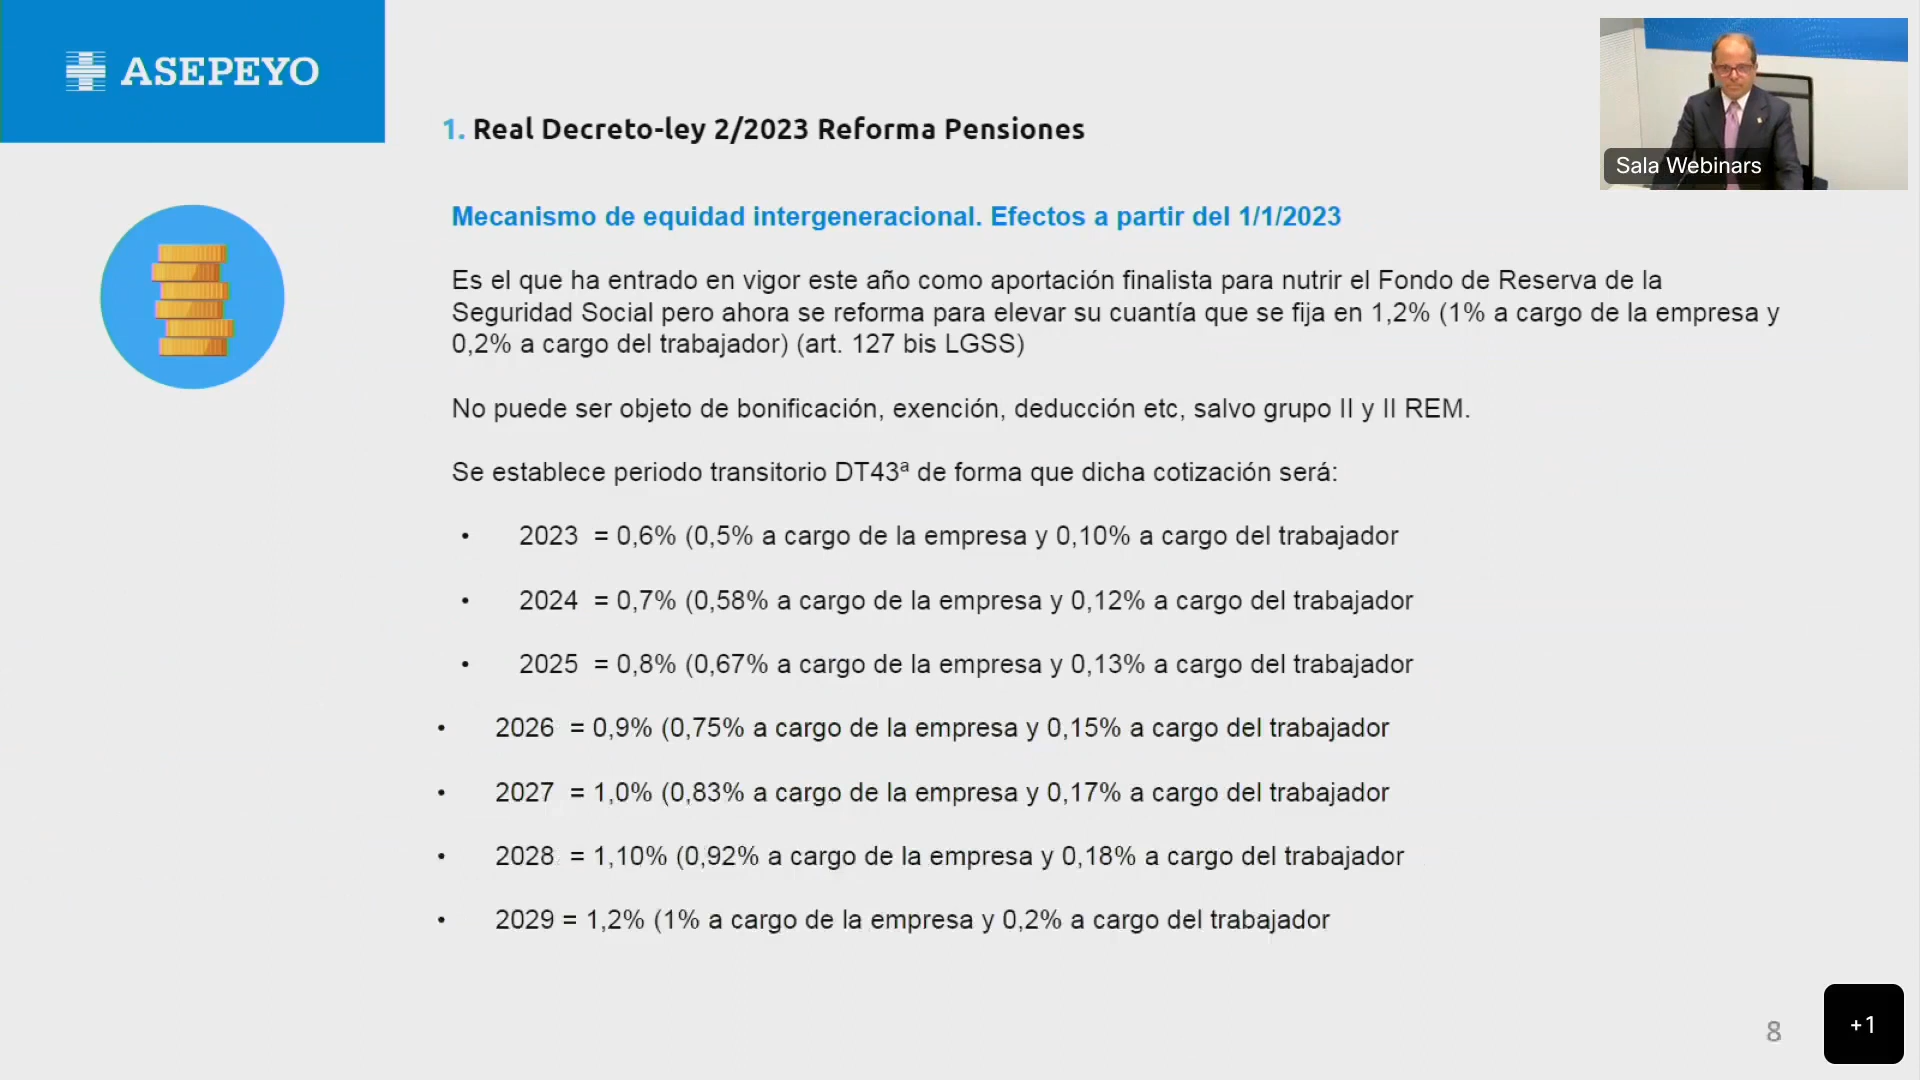 ASEPEYO
1. Real Decreto-ley 2/2023 Reforma Pensiones
Sala Webinars
Mecanismo de equidad intergeneracional. Efectos a partir del 1/1/2023
Es el que ha entrado en vigor este año como aportación finalista para nutrir el Fondo de Reserva de la
Seguridad Social pero ahora se reforma para elevar su cuantía que se fija en 1,2% (1% a cargo de la empresa y
0,2% a cargo del trabajador) (art. 127 bis LGSS)
No puede ser objeto de bonificación, exención, deducción etc, salvo grupo II y II REM.
Se establece periodo transitorio DT43ª de forma que dicha cotización será:
• 2023 = 0,6% (0,5% a cargo de la empresa y 0,10% a cargo del trabajador
• 2024 = 0,7% (0,58% a cargo de la empresa y 0,12% a cargo del trabajador
• 2025 = 0,8% (0,67% a cargo de la empresa y 0,13% a cargo del trabajador
• 2026 = 0,9% (0,75% a cargo de la empresa y 0,15% a cargo del trabajador
• 2027 = 1,0% (0,83% a cargo de la empresa y 0,17% a cargo del trabajador
• 2028 = 1,10% (0,92% a cargo de la empresa y 0,18% a cargo del trabajador
• 2029 = 1,2% (1% a cargo de la empresa y 0,2% a cargo del trabajador
8
+1